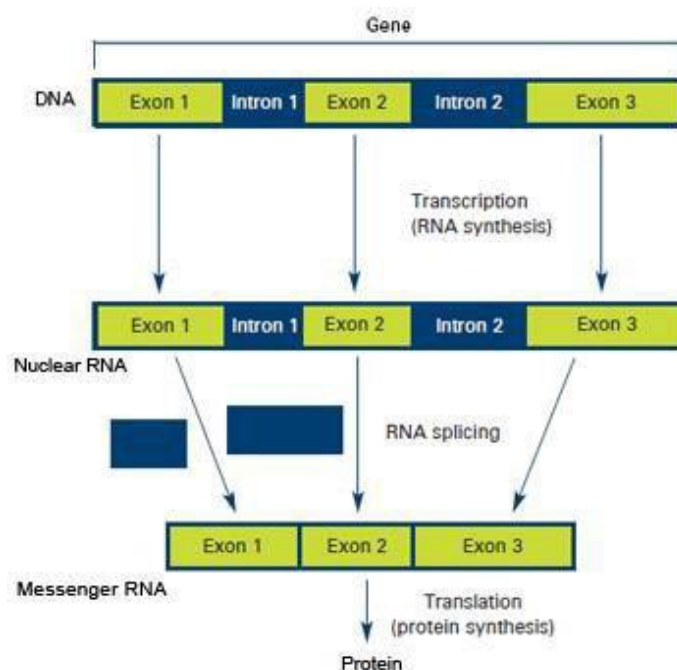 Gene
DNA
Exon 1 Intron 1 Exon 2 Intron 2 Exon 3
Transcription
(RNA synthesis)
Exon 1 Intron 1 Exon 2 Intron 2 Exon 3
Nuclear RNA
RNA splicing
Exon 1 Exon 2 Exon 3
Messenger RNA
Translation
(protein synthesis)
Protein